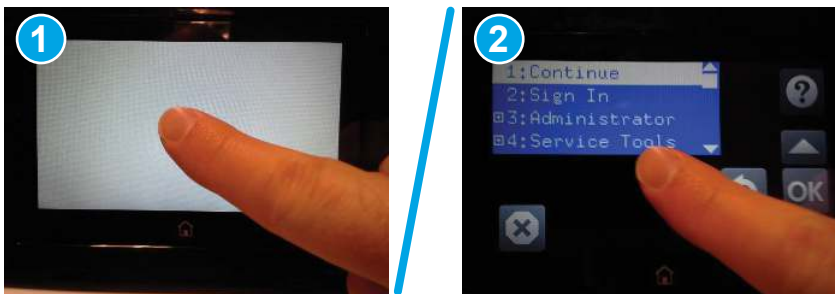 1
2
1:Continue
2:Sign In
3:Administrator
4:Service Tools
?
OK